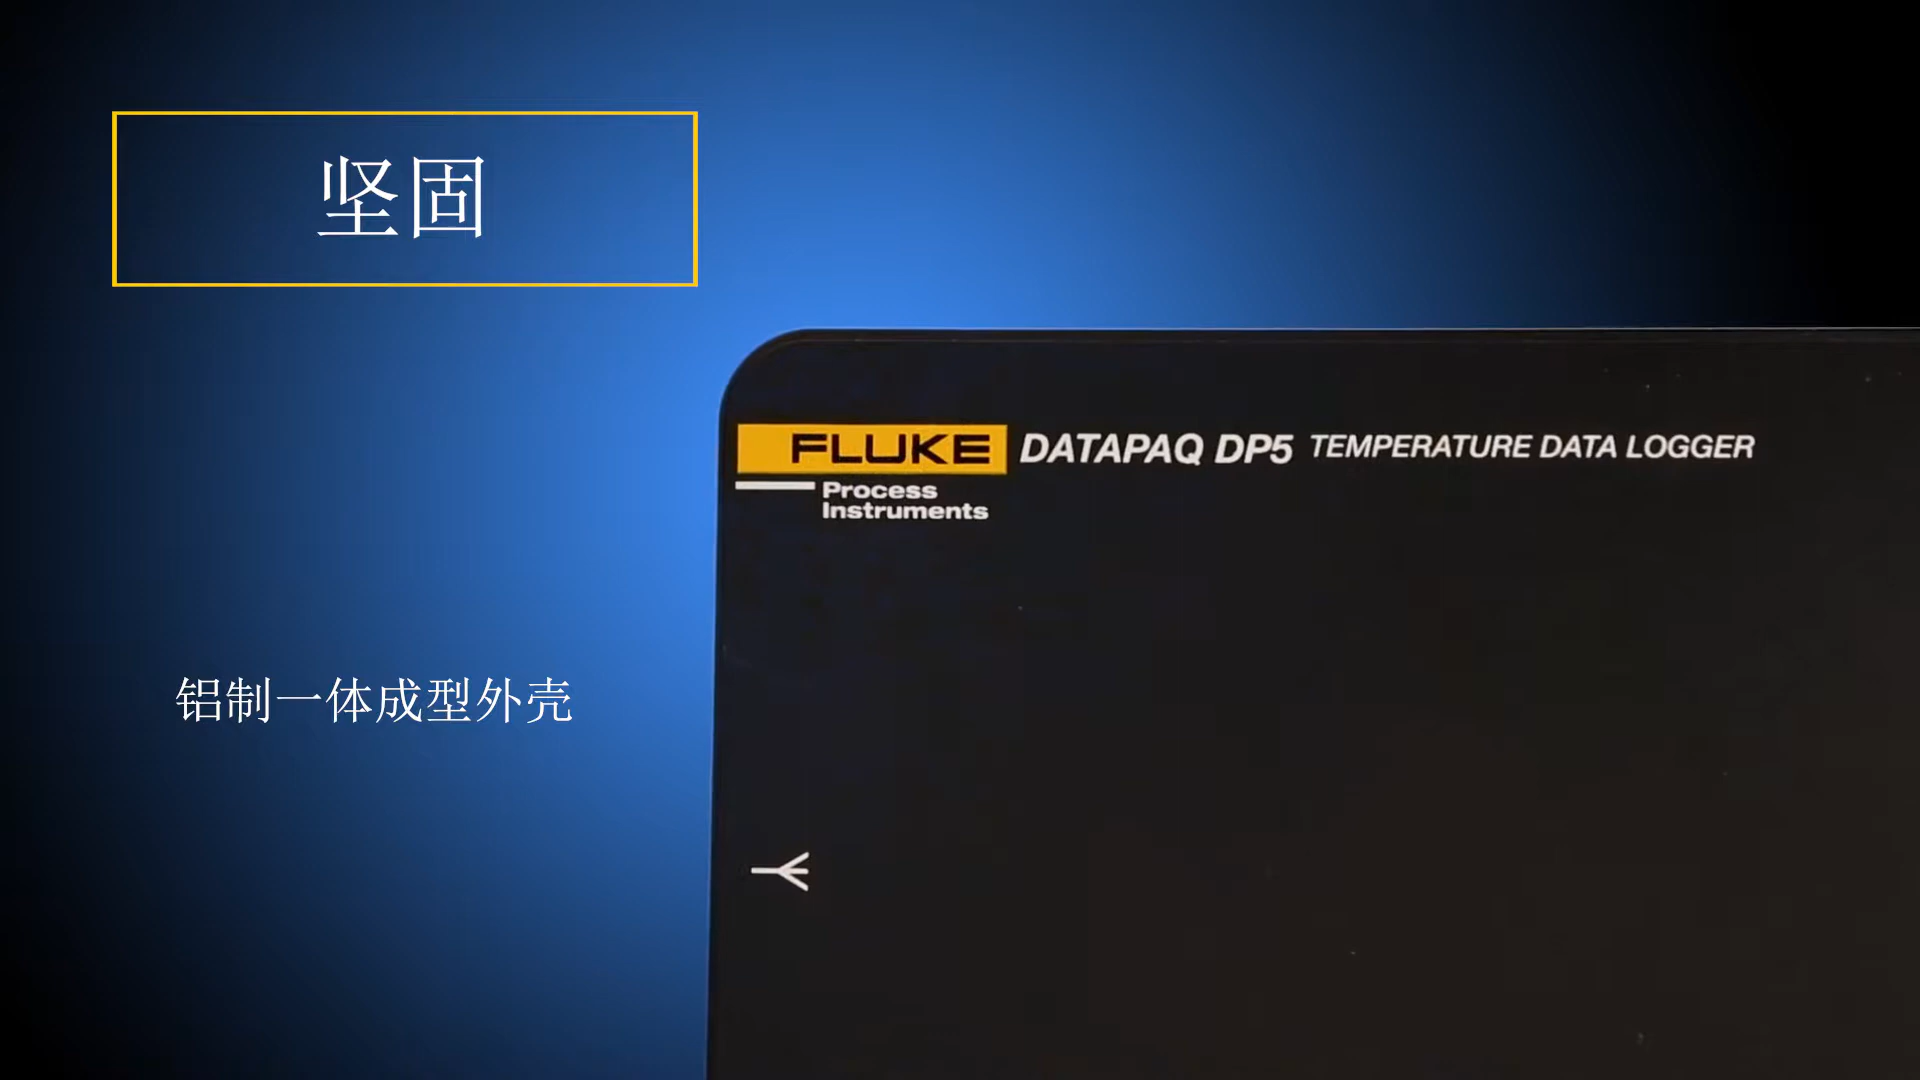 坚固
FLUKE DATAPAQ DP5 TEMPERATURE DATA LOGGER
Process
Instruments
铝制一体成型外壳